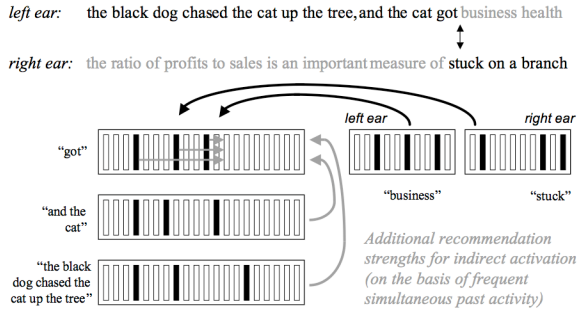 left ear: the black dog chased the cat up the tree, and the cat got business health
right ear: the ratio of profits to sales is an important measure of stuck on a branch
left ear
right ear
"got"
"business"
"stuck"
"and the
cat"
"the black
dog chased the
cat up the tree"
Additional recommendation
strengths for indirect activation
(on the basis of frequent
simultaneous past activity)